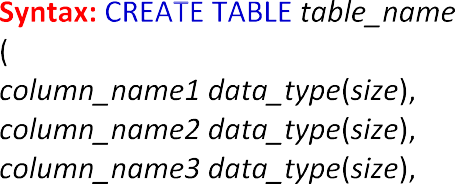 Syntax: CREATE TABLE table_name
(
column_name1 data_type(size),
column_name2 data_type(size),
column_name3 data_type(size),